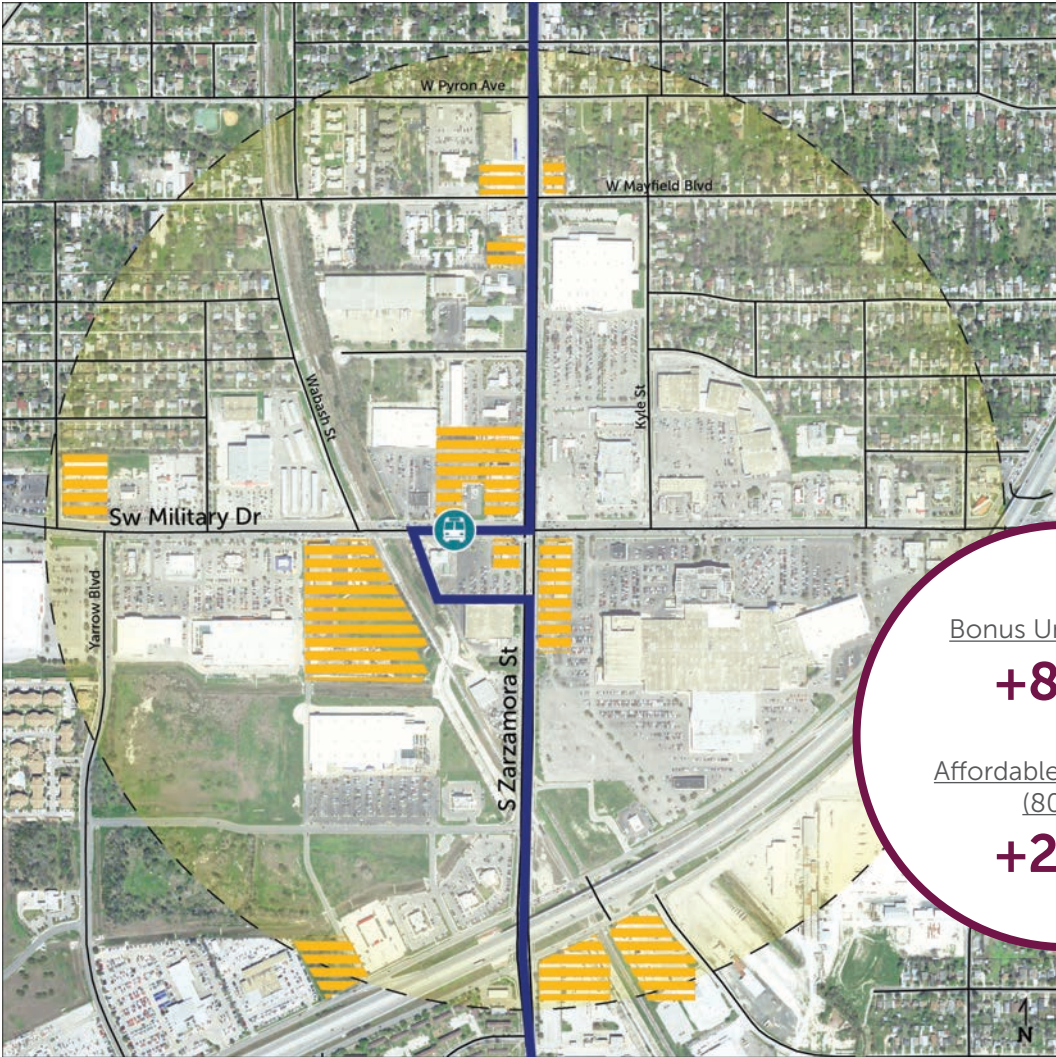 W Pyron Ave
W Mayfield Blvd
Wabash St
Kyle St
Sw Military Dr
Yarrow Blvd
S Zarzamora St
Bonus
+8
Affordable
(80
+2
N